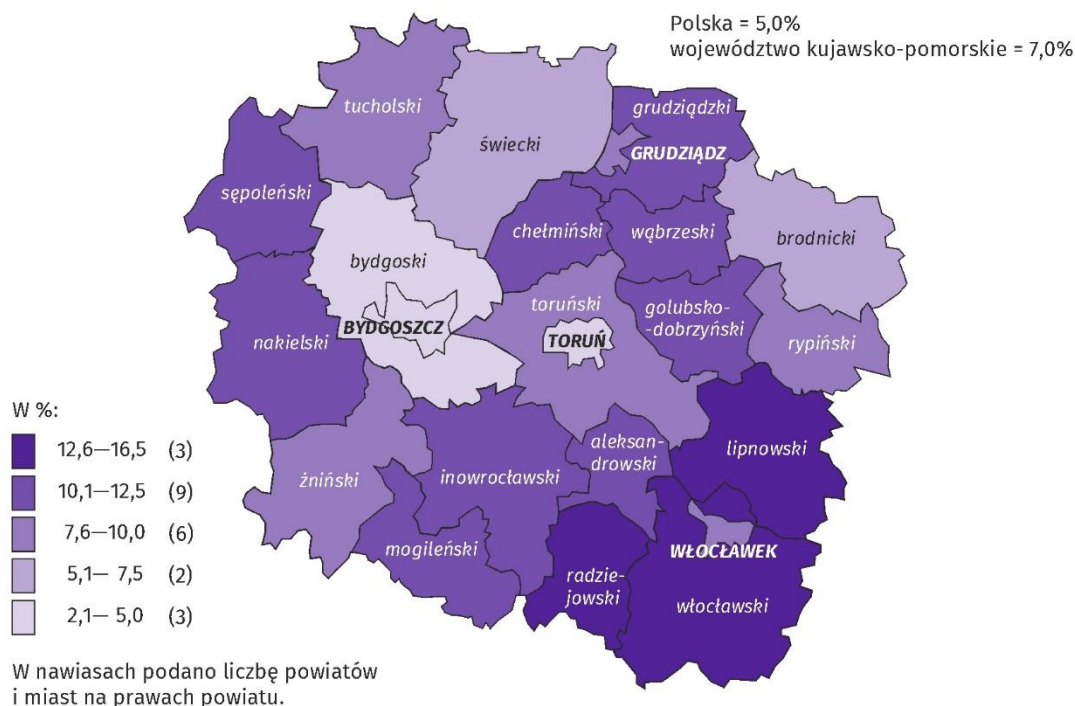 Polska = 5,0%
województwo kujawsko-pomorskie = 7,0%
tucholski
świecki
grudziądzki
GRUDZIĄDZ
sępoleński
chełmiński
wąbrzeski
brodnicki
bydgoski
BYDGOSZCZ
toruński
TORUŃ
golubsko-
-dobrzyński
rypiński
nakielski
lipnowski
aleksan-
drowski
inowrocławski
żniński
mogileński
radzie-
jowski
WŁOCŁAWEK
włocławski
W %:
12,6—16,5 (3)
10,1—12,5 (9)
7,6—10,0 (6)
5,1— 7,5 (2)
2,1— 5,0 (3)
W nawiasach podano liczbę powiatów
i miast na prawach powiatu.